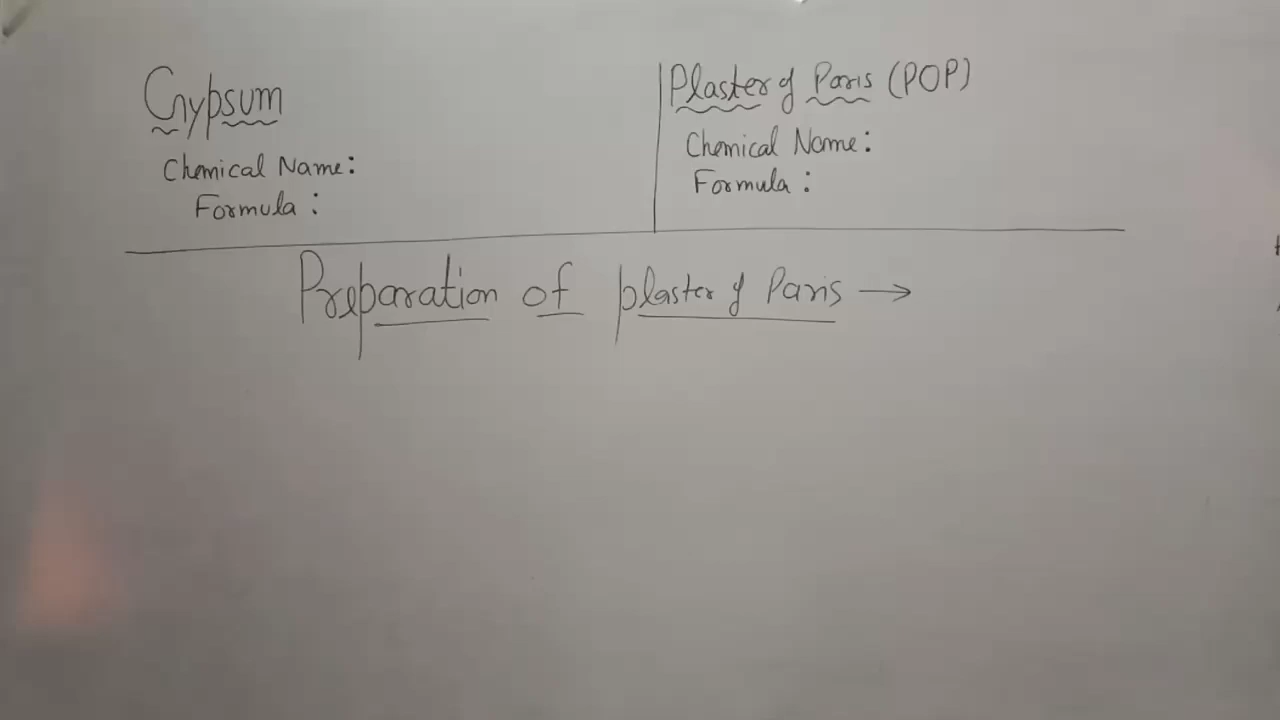 Gypsum
Chemical Name:
Formula :
Plaster of Paris (POP)
Chemical Name:
Formula :
Preparation of plaster of Paris →